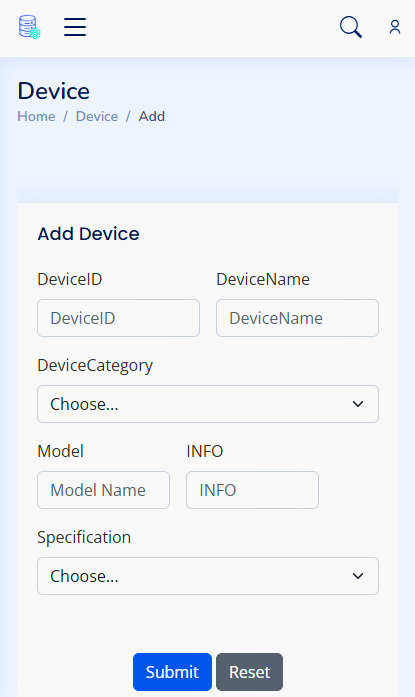 Device
Home / Device / Add
Add Device
DeviceID DeviceName
DeviceID DeviceName
DeviceCategory
Choose...
Model INFO
Model Name INFO
Specification
Choose...
Submit Reset